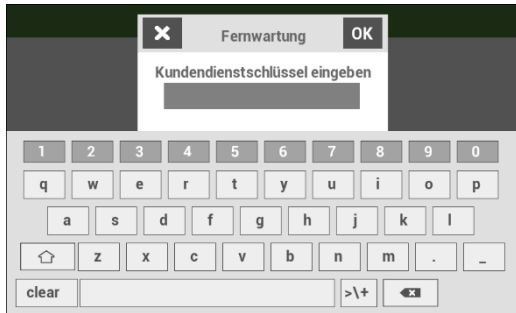 Fernwartung OK
Kundendienstschlüssel eingeben
1 2 3 4 5 6 7 8 9 0
q w e r t y u i o p
a s d f g h j k l
z x c v b n m . _
clear >\+